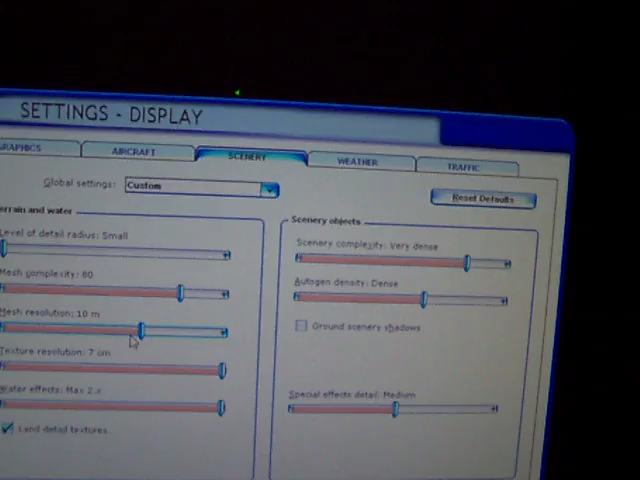 SETTINGS - DISPLAY
GRAPHICS AIRCRAFT SCENERY WEATHER TRAFFIC
Global settings: Custom Reset Defaults
errain and water
Level of detail radius: Small
Mesh complexity: 80
Mesh resolution: 10 m
Texture resolution: 7 cm
Water effects: Max 2.x
Land detail textures
Scenery objects
Scenery complexity: Very dense
Autogen density: Dense
Ground scenery shadows
Special effects detail: Medium